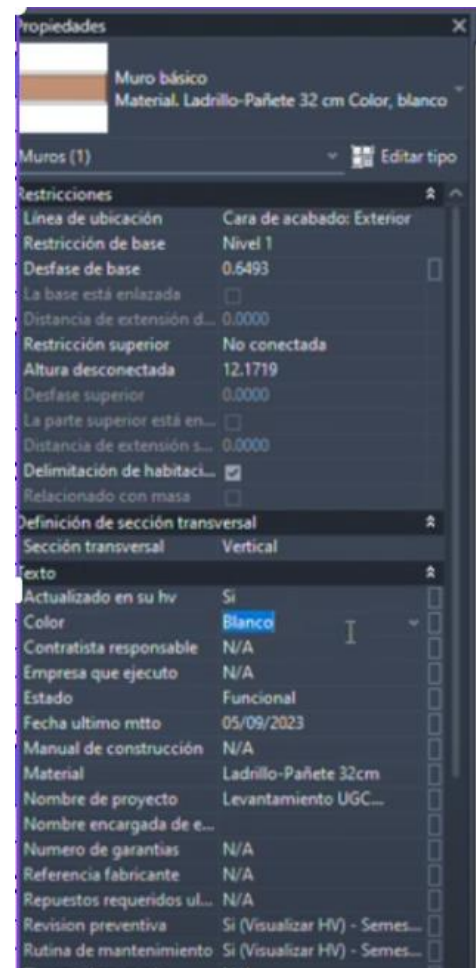 Propiedades
Muro básico
Material. Ladrillo-Pañete 32 cm Color, blanco
Muros (1) Editar tipo
Restricciones
Línea de ubicación Cara de acabado: Exterior
Restricción de base Nivel 1
Desfase de base 0.6493
La base está enlazada
Distancia de extensión d... 0.0000
Restricción superior No conectada
Altura desconectada 12.1719
Desfase superior 0.0000
La parte superior está en...
Distancia de extensión s... 0.0000
Delimitación de habitaci...
Relacionado con masa
Definición de sección transversal
Sección transversal Vertical
Texto
Actualizado en su hv Si
Color Blanco
Contratista responsable N/A
Empresa que ejecuto N/A
Estado Funcional
Fecha ultimo mtto 05/09/2023
Manual de construcción N/A
Material Ladrillo-Pañete 32cm
Nombre de proyecto Levantamiento UGC...
Nombre encargada de e...
Numero de garantias N/A
Referencia fabricante N/A
Repuestos requeridos ul... N/A
Revision preventiva Si (Visualizar HV) - Semes...
Rutina de mantenimiento Si (Visualizar HV) - Semes...